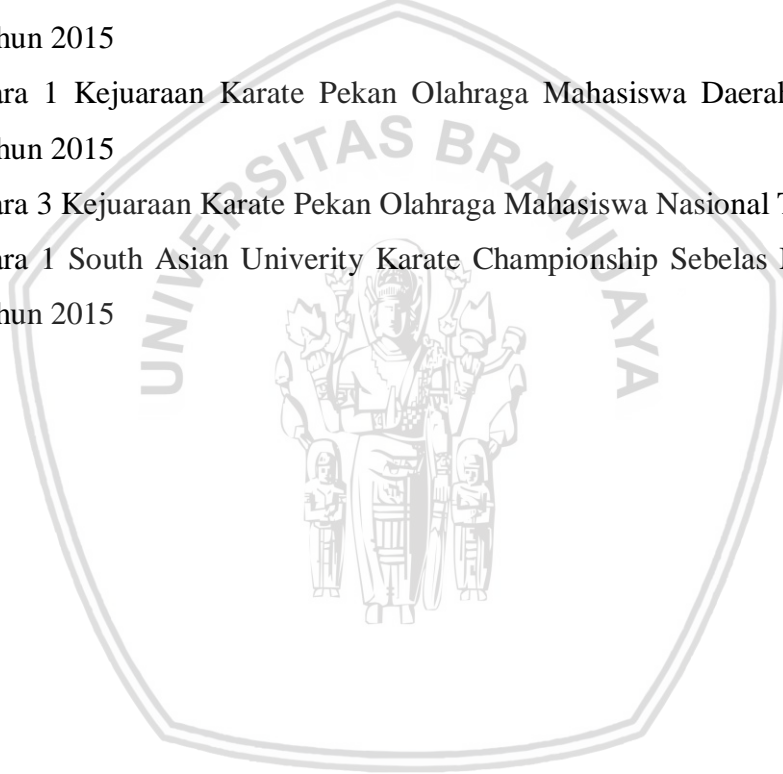 hun 2015
ara 1 Kejuaraan Karate Pekan Olahraga Mahasiswa Daerah
hun 2015
ara 3 Kejuaraan Karate Pekan Olahraga Mahasiswa Nasional T
ara 1 South Asian Univerity Karate Championship Sebelas
hun 2015
UNIVERSITAS BRAWIJAYA